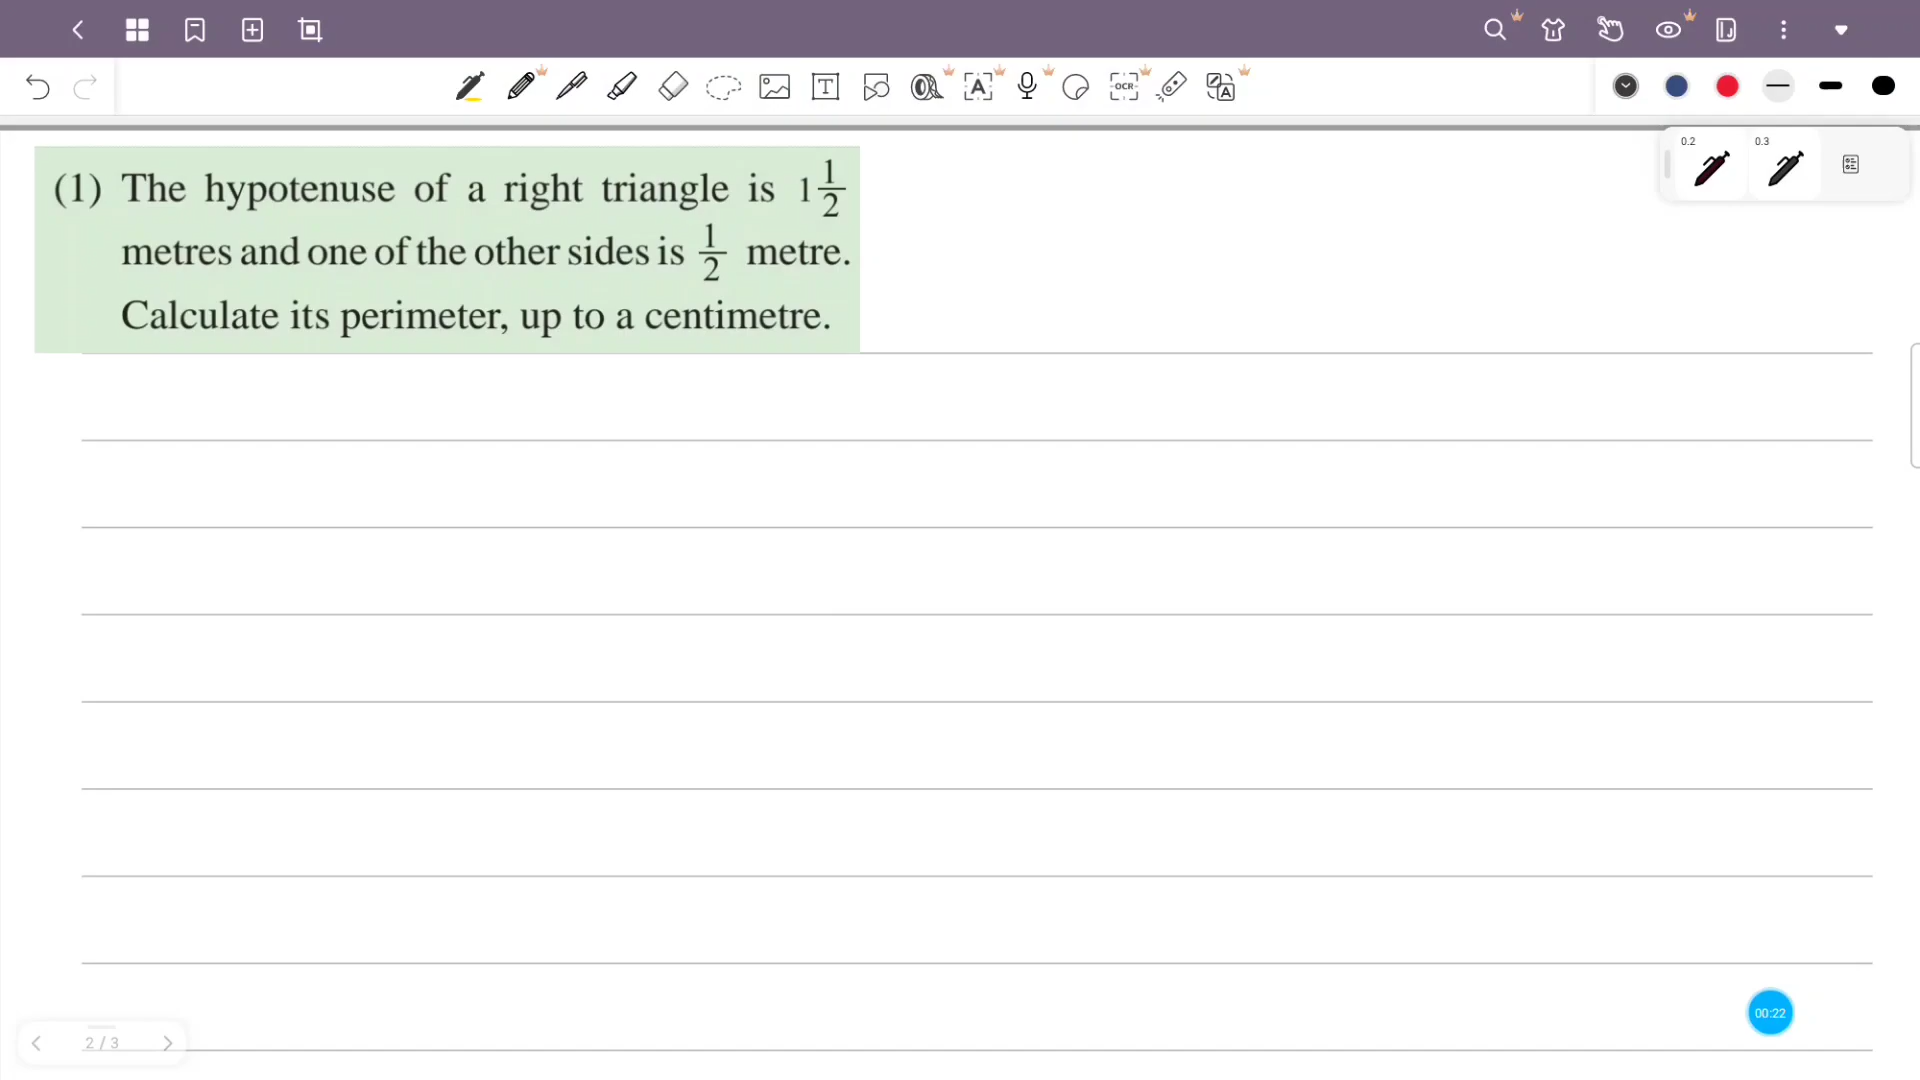 0.2 0.3
(1) The hypotenuse of a right triangle is 1 1/2
metres and one of the other sides is 1/2 metre.
Calculate its perimeter, up to a centimetre.
00:22
2 / 3